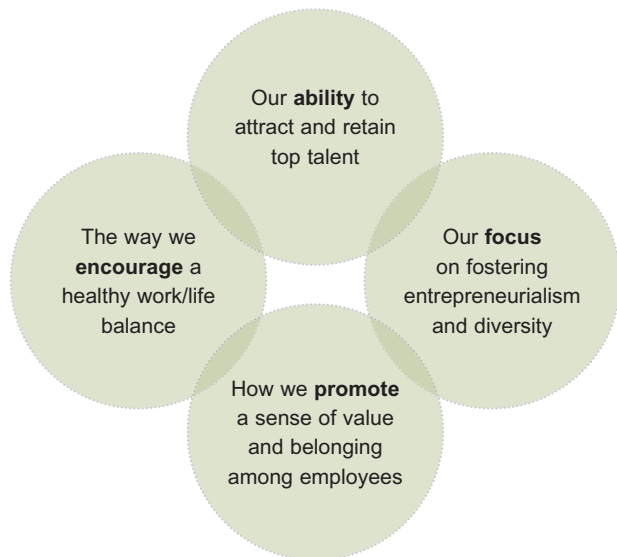 Our ability to
attract and retain
top talent
The way we
encourage a
healthy work/life
balance
Our focus
on fostering
entrepreneurialism
and diversity
How we promote
a sense of value
and belonging
among employees